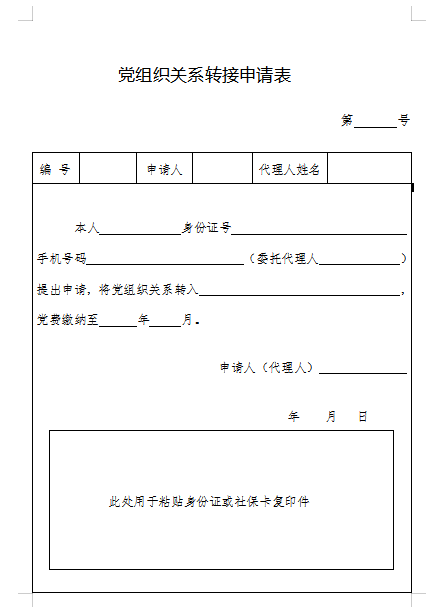 党组织关系转接申请表
第______号
编 号 申请人 代理人姓名
本人____________身份证号__________________________
手机号码______________________（委托代理人____________）
提出申请，将党组织关系转入____________________________，
党费缴纳至______年_____月。
申请人（代理人）_____________
年 月 日
此处用于粘贴身份证或社保卡复印件